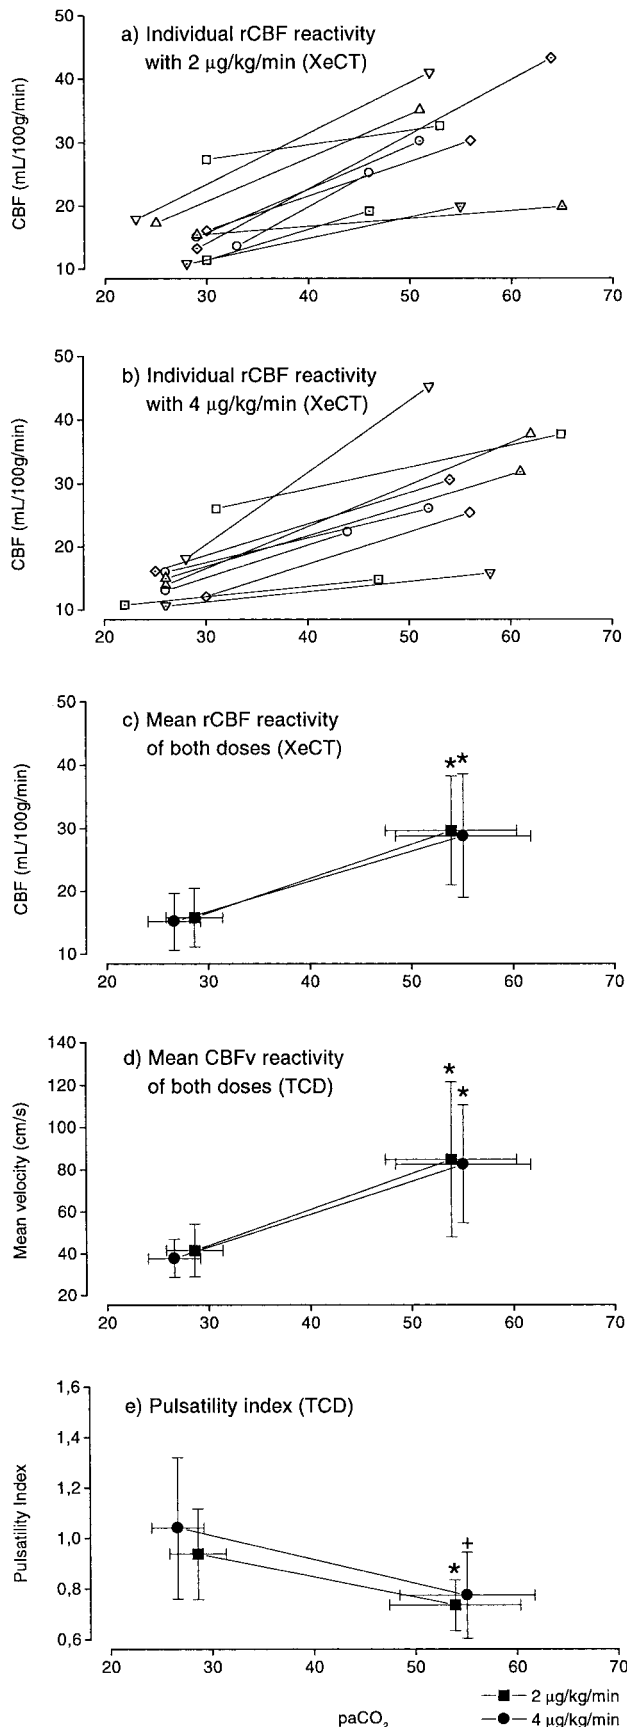 a) Individual rCBF reactivity
with 2 µg/kg/min (XeCT)
CBF (mL/100g/min)
50
40
30
20
10
20 30 40 50 60 70
b) Individual rCBF reactivity
with 4 µg/kg/min (XeCT)
CBF (mL/100g/min)
50
40
30
20
10
20 30 40 50 60 70
c) Mean rCBF reactivity
of both doses (XeCT)
CBF (mL/100g/min)
50
40
30
20
10
* *
20 30 40 50 60 70
d) Mean CBFv reactivity
of both doses (TCD)
Mean velocity (cm/s)
140
120
100
80
60
40
20
* *
20 30 40 50 60 70
e) Pulsatility index (TCD)
Pulsatility Index
1,6
1,4
1,2
1,0
0,8
0,6
* +
20 30 40 50 60 70
paCO2
2 µg/kg/min
4 µg/kg/min